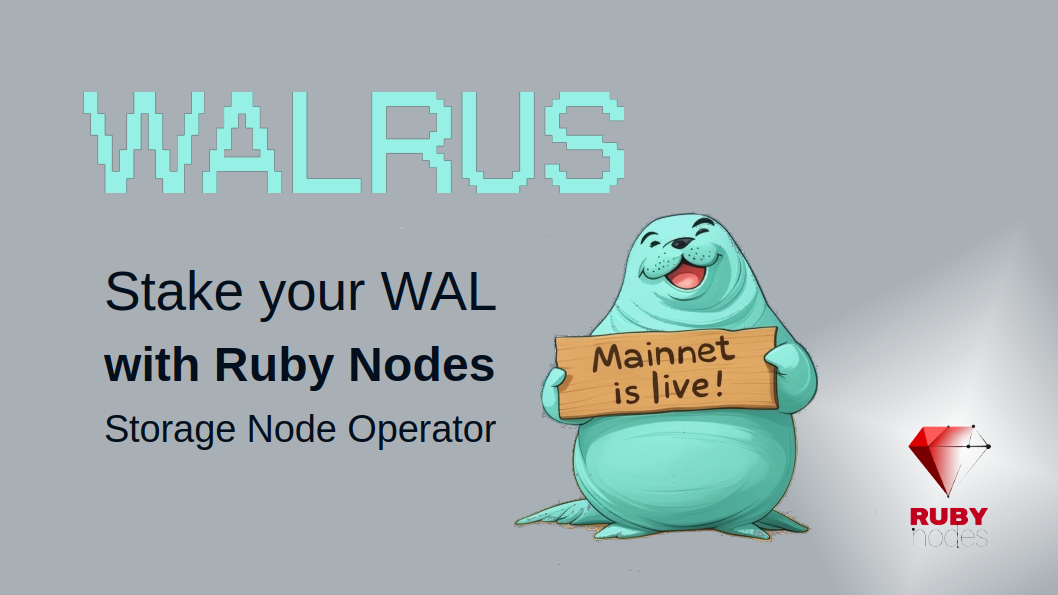 WALRUS
Stake your WAL
with Ruby Nodes
Storage Node Operator
Mainnet
is live!
RUBY
nodes